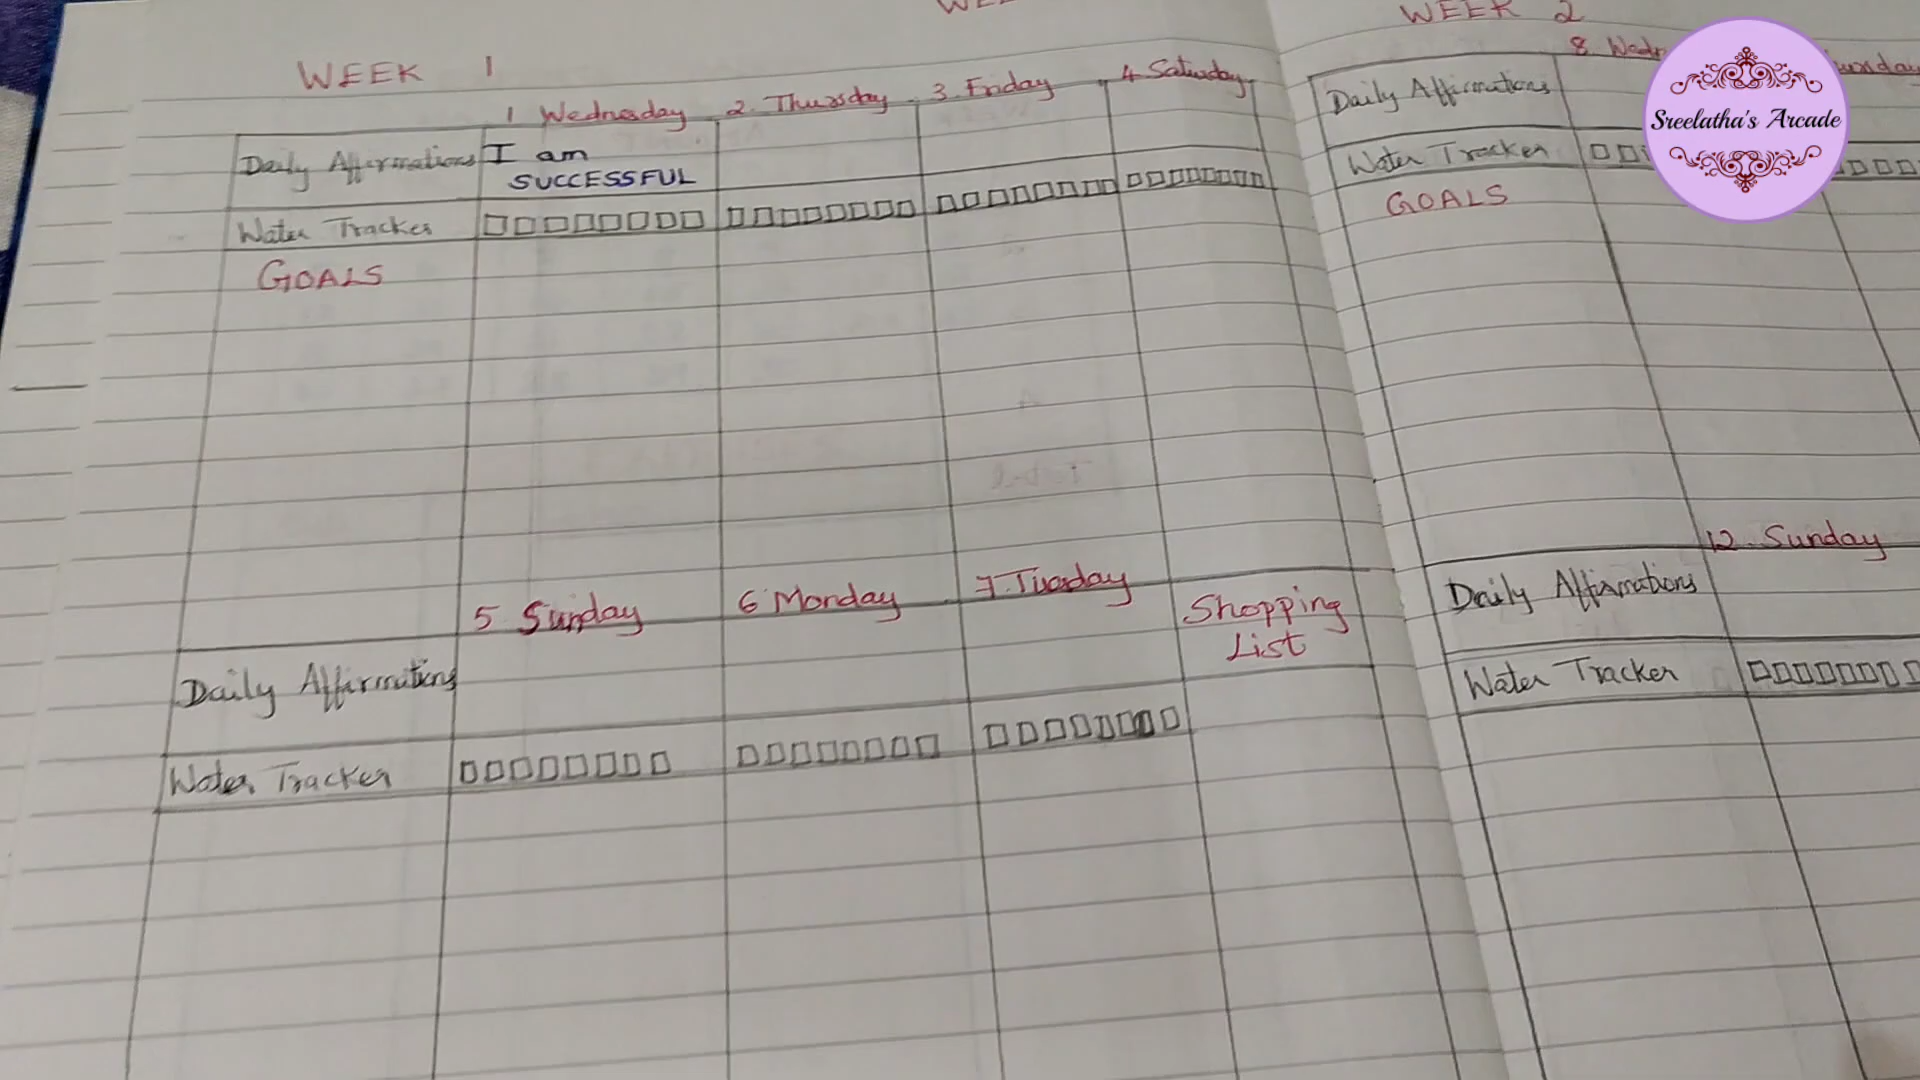 WEEK 1
1 Wednesday 2. Thursday 3. Friday 4 Saturday
Daily Affirmations I am
SUCCESSFUL
Water Tracker
GOALS
5 Sunday 6 Monday 7. Tuesday
Shopping
List
Daily Affirmations
Water Tracker
WEEK 2
8
Daily Affirmations
Water Tracker
GOALS
12. Sunday
Daily Affirmations
Water Tracker
Sreelatha's Arcade